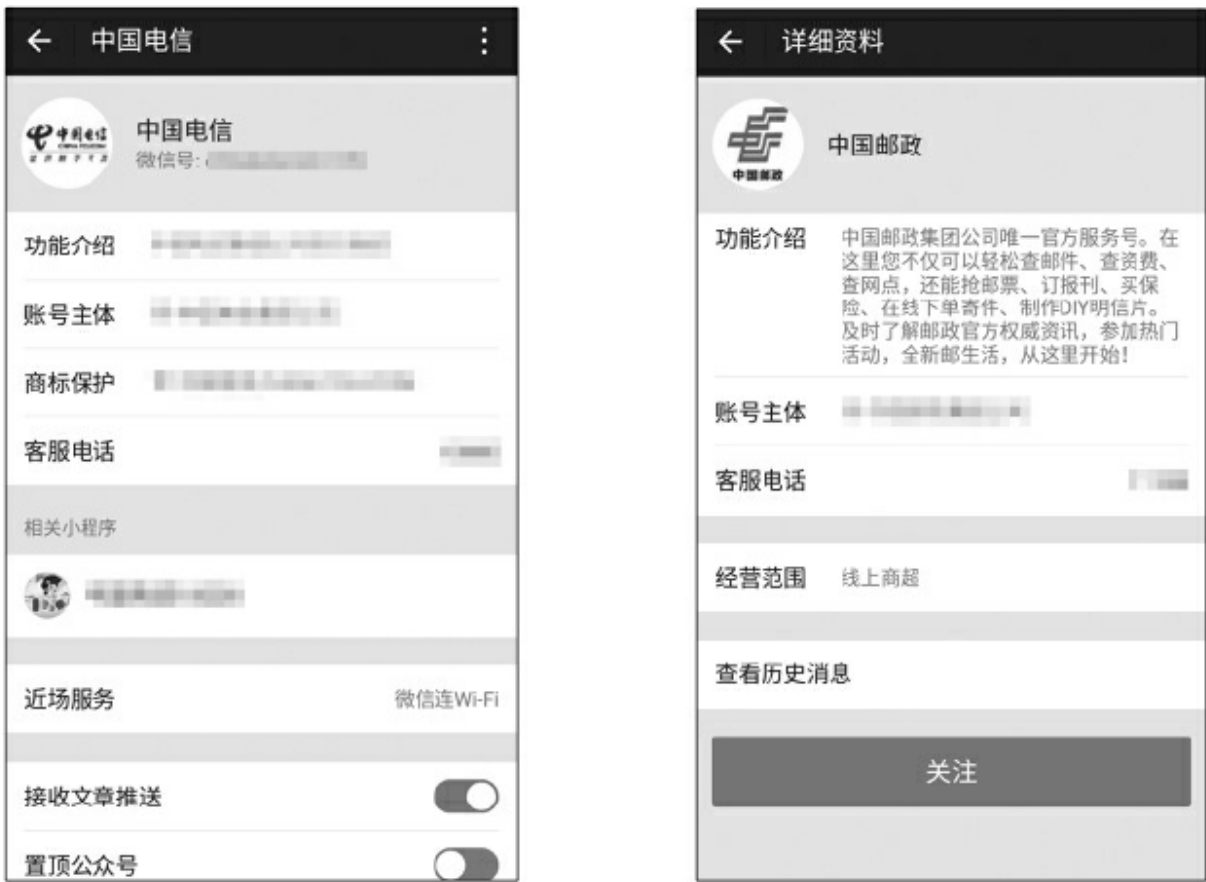 中国电信
中国电信
CHINA TELECOM
中国电信
微信号:
功能介绍
账号主体
商标保护
客服电话
相关小程序
近场服务
微信连Wi-Fi
接收文章推送
置顶公众号
详细资料
中国邮政
中国邮政
功能介绍
中国邮政集团公司唯一官方服务号。在
这里您不仅可以轻松查邮件、查资费、
查网点，还能抢邮票、订报刊、买保
险、在线下单寄件、制作DIY明信片。
及时了解邮政官方权威资讯，参加热门
活动，全新邮生活，从这里开始！
账号主体
客服电话
经营范围
线上商超
查看历史消息
关注